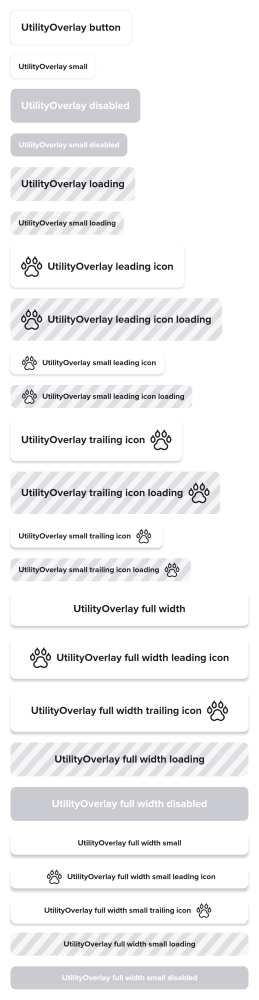 UtilityOverlay button
UtilityOverlay small
UtilityOverlay disabled
UtilityOverlay small disabled
UtilityOverlay loading
UtilityOverlay small loading
UtilityOverlay leading icon
UtilityOverlay leading icon loading
UtilityOverlay small leading icon
UtilityOverlay small leading icon loading
UtilityOverlay trailing icon
UtilityOverlay trailing icon loading
UtilityOverlay small trailing icon
UtilityOverlay small trailing icon loading
UtilityOverlay full width
UtilityOverlay full width leading icon
UtilityOverlay full width trailing icon
UtilityOverlay full width loading
UtilityOverlay full width disabled
UtilityOverlay full width small
UtilityOverlay full width small leading icon
UtilityOverlay full width small trailing icon
UtilityOverlay full width small loading
UtilityOverlay full width small disabled